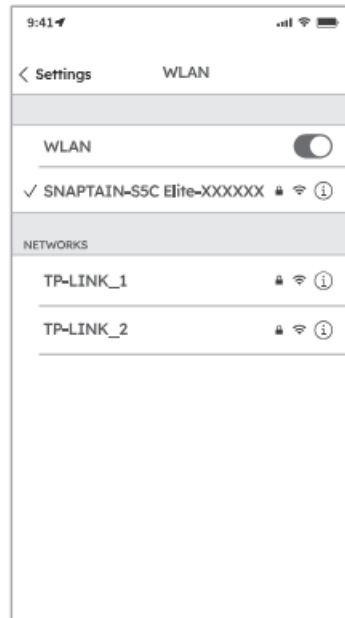 9:41
< Settings WLAN
WLAN
✓ SNAPTAIN-S5C Elite-XXXXXX
NETWORKS
TP-LINK_1
TP-LINK_2